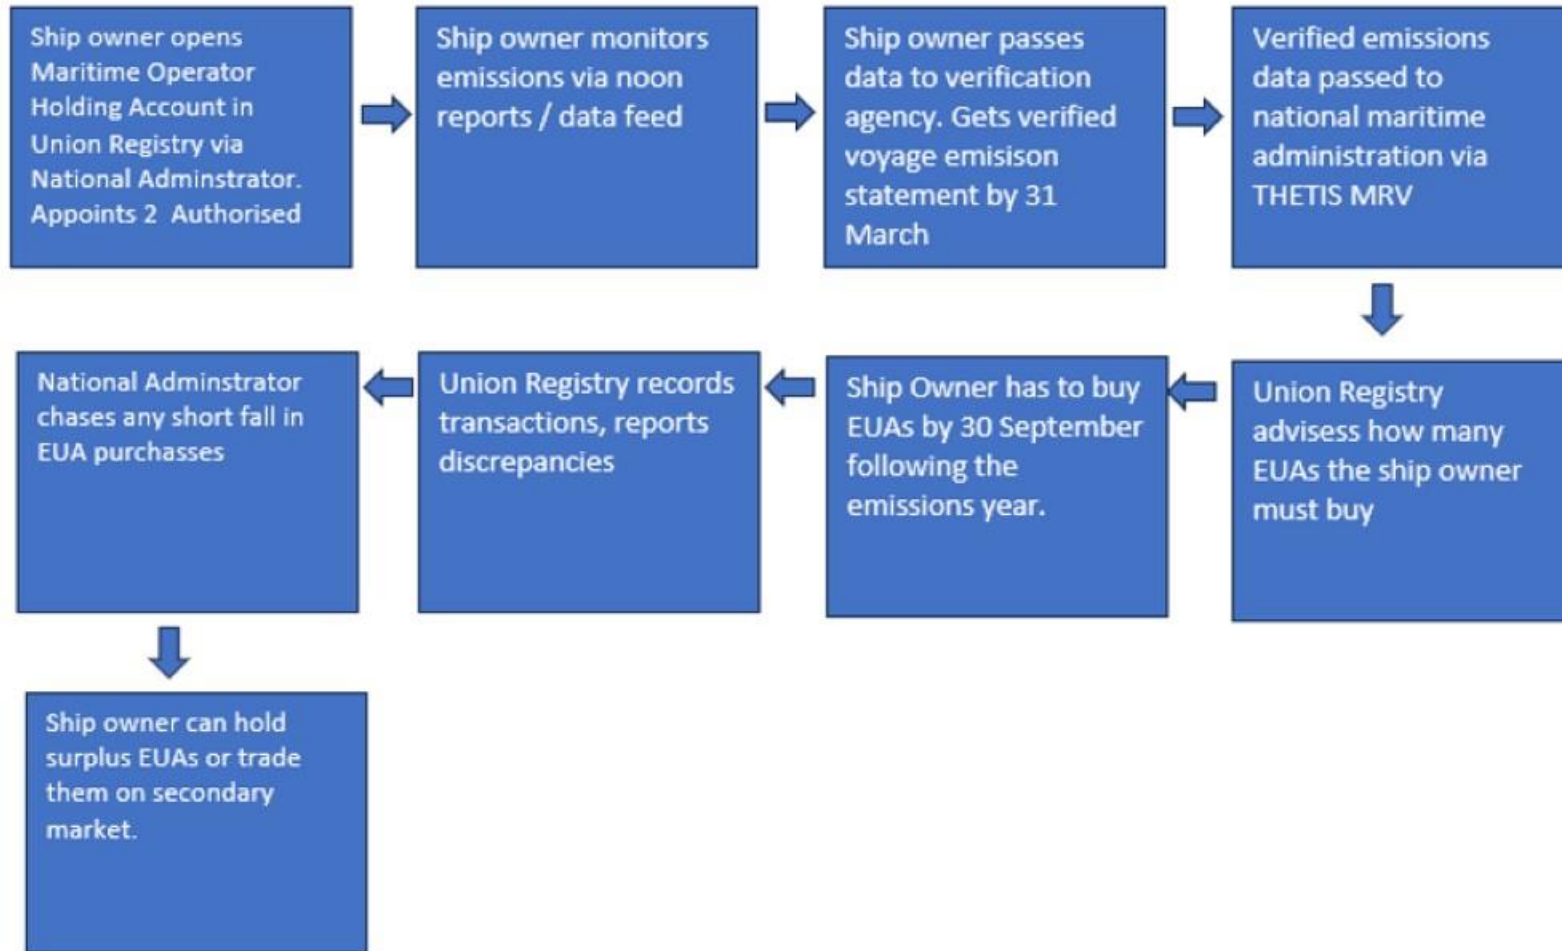 Ship owner opens
Maritime Operator
Holding Account in
Union Registry via
National Adminstrator.
Appoints 2  Authorised
Ship owner monitors
emissions via noon
reports / data feed
Ship owner passes
data to verification
agency. Gets verified
voyage emisison
statement by 31
March
Verified emissions
data passed to
national maritime
administration via
THETIS MRV
Union Registry
advisess how many
EUAs the ship owner
must buy
Ship Owner has to buy
EUAs by 30 September
following the
emissions year.
Union Registry records
transactions, reports
discrepancies
National Adminstrator
chases any short fall in
EUA purchasses
Ship owner can hold
surplus EUAs or trade
them on secondary
market.